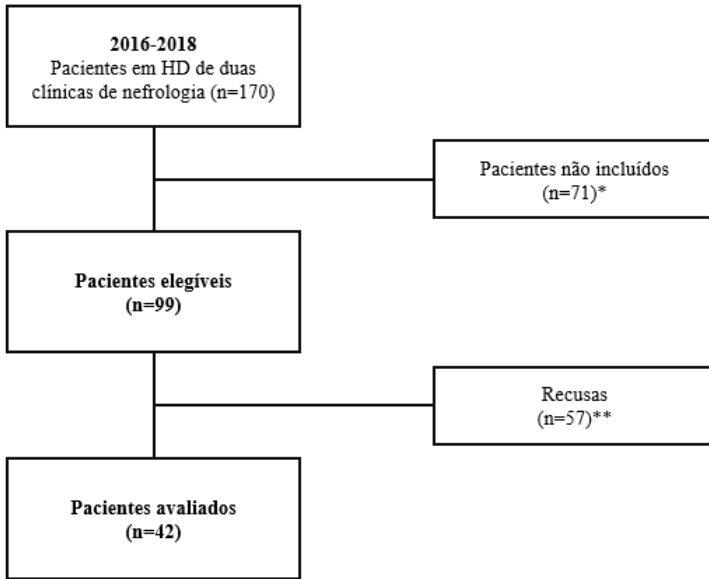 2016-2018
Pacientes em HD de duas
clínicas de nefrologia (n=170)
Pacientes não incluídos
(n=71)*
Pacientes elegíveis
(n=99)
Recusas
(n=57)**
Pacientes avaliados
(n=42)